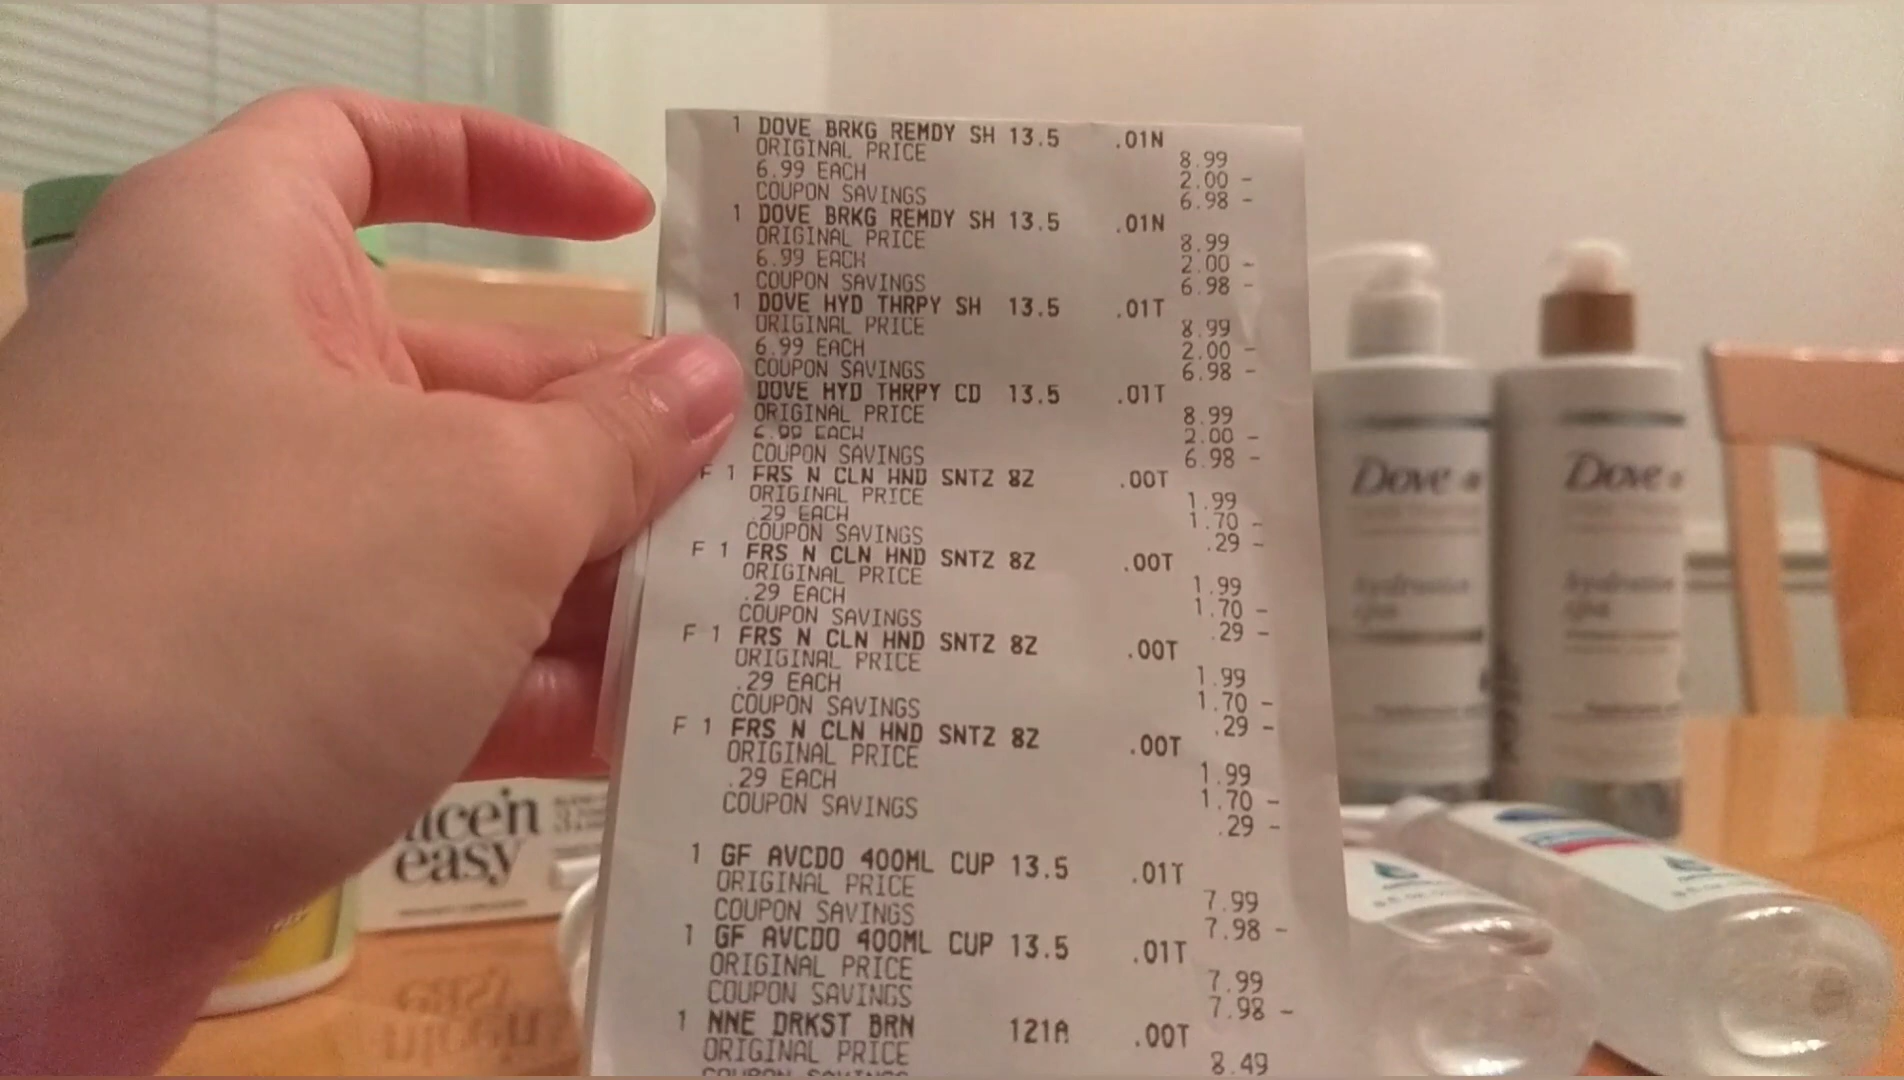 1 DOVE BRKG REMDY SH 13.5 .01N
ORIGINAL PRICE 8.99
6.99 EACH 2.00 -
COUPON SAVINGS 6.98 -
1 DOVE BRKG REMDY SH 13.5 .01N
ORIGINAL PRICE 8.99
6.99 EACH 2.00 -
COUPON SAVINGS 6.98 -
1 DOVE HYD THRPY SH 13.5 .01T
ORIGINAL PRICE 8.99
6.99 EACH 2.00 -
COUPON SAVINGS 6.98 -
DOVE HYD THRPY CD 13.5 .01T
ORIGINAL PRICE 8.99
6.99 EACH 2.00 -
COUPON SAVINGS 6.98 -
F 1 FRS N CLN HND SNTZ 8Z .00T
ORIGINAL PRICE 1.99
.29 EACH 1.70 -
COUPON SAVINGS .29 -
F 1 FRS N CLN HND SNTZ 8Z .00T
ORIGINAL PRICE 1.99
.29 EACH 1.70 -
COUPON SAVINGS .29 -
F 1 FRS N CLN HND SNTZ 8Z .00T
ORIGINAL PRICE 1.99
.29 EACH 1.70 -
COUPON SAVINGS .29 -
F 1 FRS N CLN HND SNTZ 8Z .00T
ORIGINAL PRICE 1.99
.29 EACH 1.70 -
COUPON SAVINGS .29 -
1 GF AVCDO 400ML CUP 13.5 .01T
ORIGINAL PRICE 7.99
COUPON SAVINGS 7.98 -
1 GF AVCDO 400ML CUP 13.5 .01T
ORIGINAL PRICE 7.99
COUPON SAVINGS 7.98 -
1 NNE DRKST BRN 121A .00T
ORIGINAL PRICE 8.49
COUPON SAVINGS
Dove
hydration
spa
Dove
hydration
spa
nice'n
easy